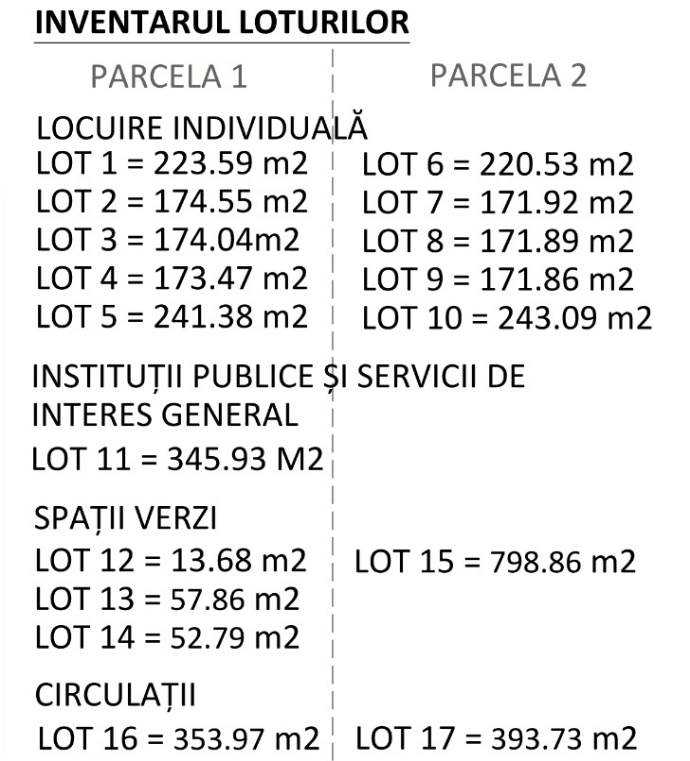 INVENTARUL LOTURILOR
PARCELA 1 PARCELA 2
LOCUIRE INDIVIDUALĂ
LOT 1 = 223.59 m2 LOT 6 = 220.53 m2
LOT 2 = 174.55 m2 LOT 7 = 171.92 m2
LOT 3 = 174.04m2 LOT 8 = 171.89 m2
LOT 4 = 173.47 m2 LOT 9 = 171.86 m2
LOT 5 = 241.38 m2 LOT 10 = 243.09 m2
INSTITUȚII PUBLICE ȘI SERVICII DE
INTERES GENERAL
LOT 11 = 345.93 M2
SPAȚII VERZI
LOT 12 = 13.68 m2 LOT 15 = 798.86 m2
LOT 13 = 57.86 m2
LOT 14 = 52.79 m2
CIRCULAȚII
LOT 16 = 353.97 m2 LOT 17 = 393.73 m2